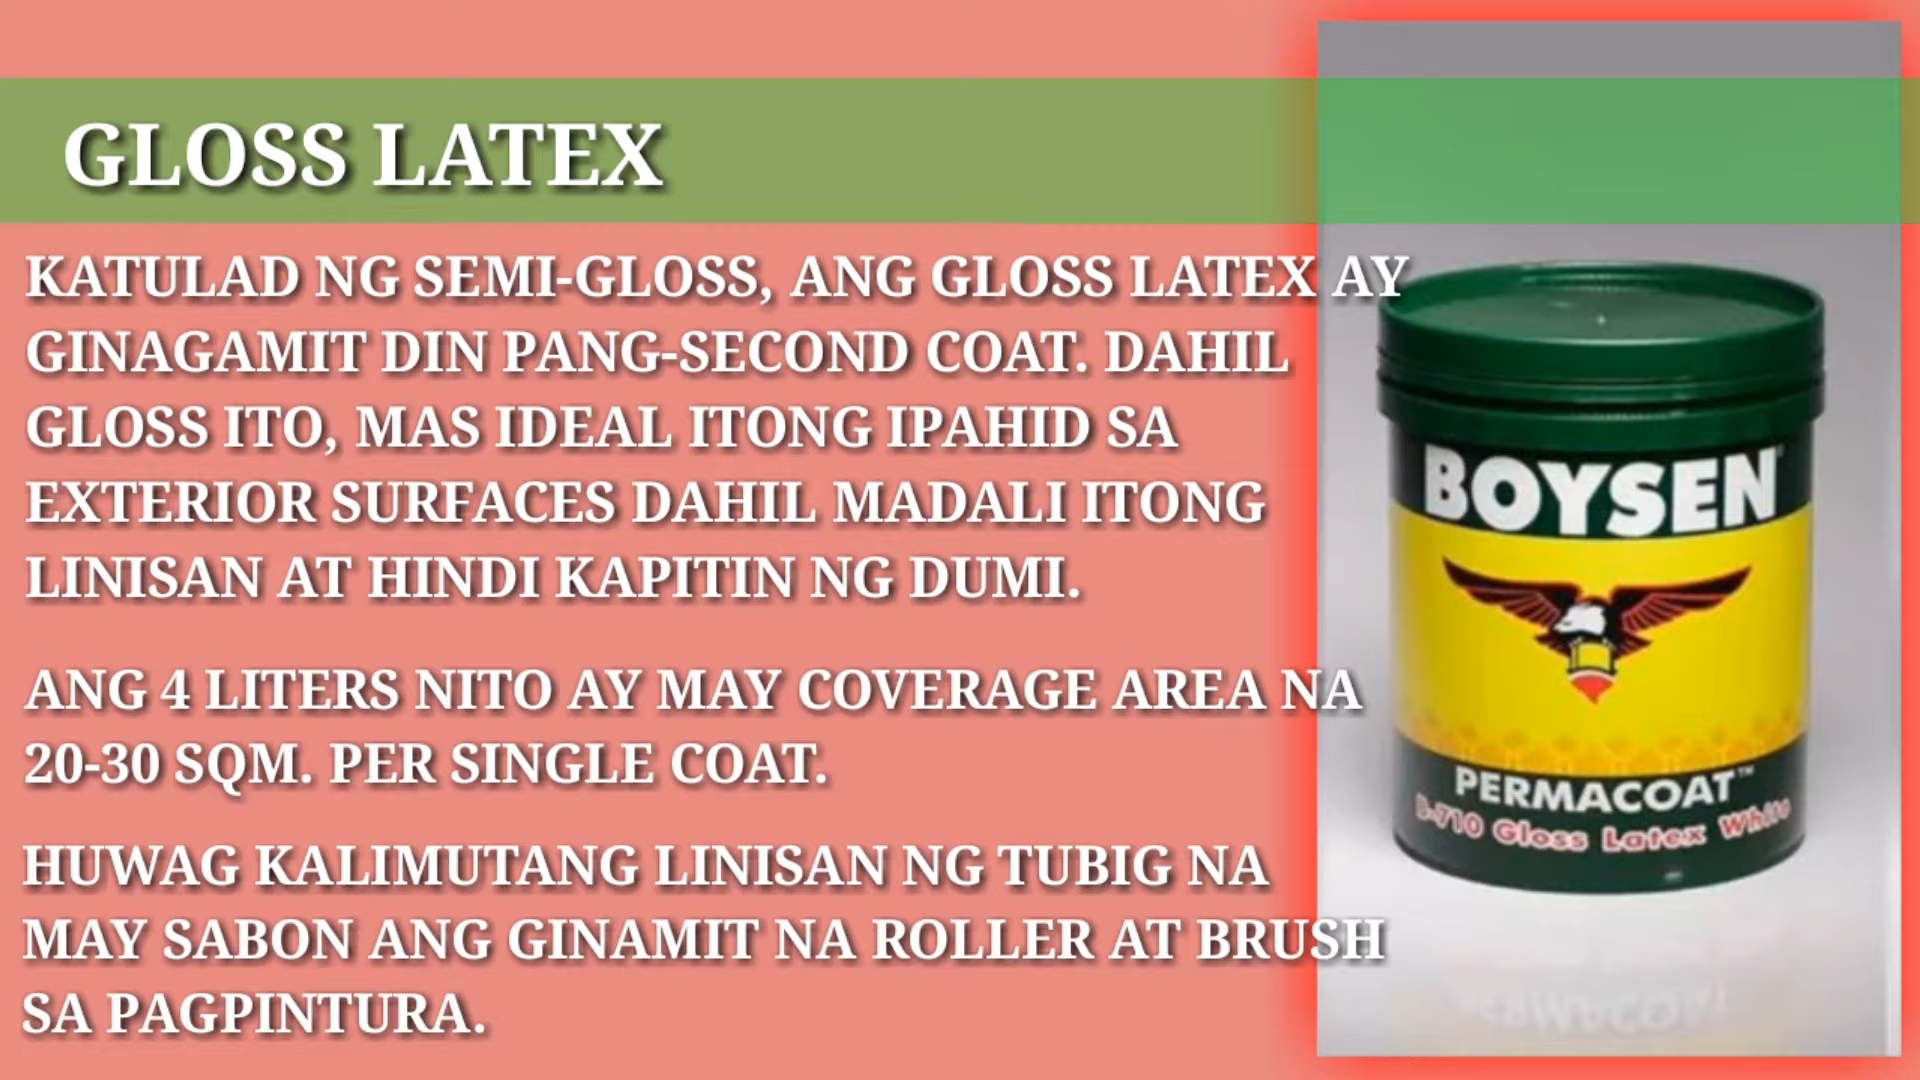 GLOSS LATEX
KATULAD NG SEMI-GLOSS, ANG GLOSS LATEX AY
GINAGAMIT DIN PANG-SECOND COAT. DAHIL
GLOSS ITO, MAS IDEAL ITONG IPAHID SA
EXTERIOR SURFACES DAHIL MADALI ITONG
LINISAN AT HINDI KAPITIN NG DUMI.
ANG 4 LITERS NITO AY MAY COVERAGE AREA NA
20-30 SQM. PER SINGLE COAT.
HUWAG KALIMUTANG LINISAN NG TUBIG NA
MAY SABON ANG GINAMIT NA ROLLER AT BRUSH
SA PAGPINTURA.
BOYSEN
PERMACOAT™
B-710 Gloss Latex White